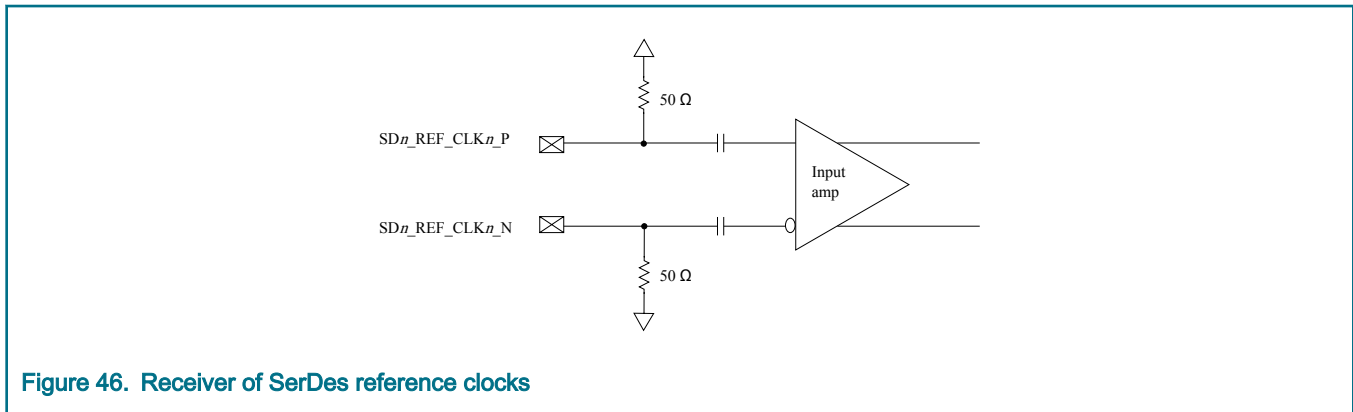 50 Ω
SDn_REF_CLKn_P
Input
amp
SDn_REF_CLKn_N
50 Ω
Figure 46. Receiver of SerDes reference clocks